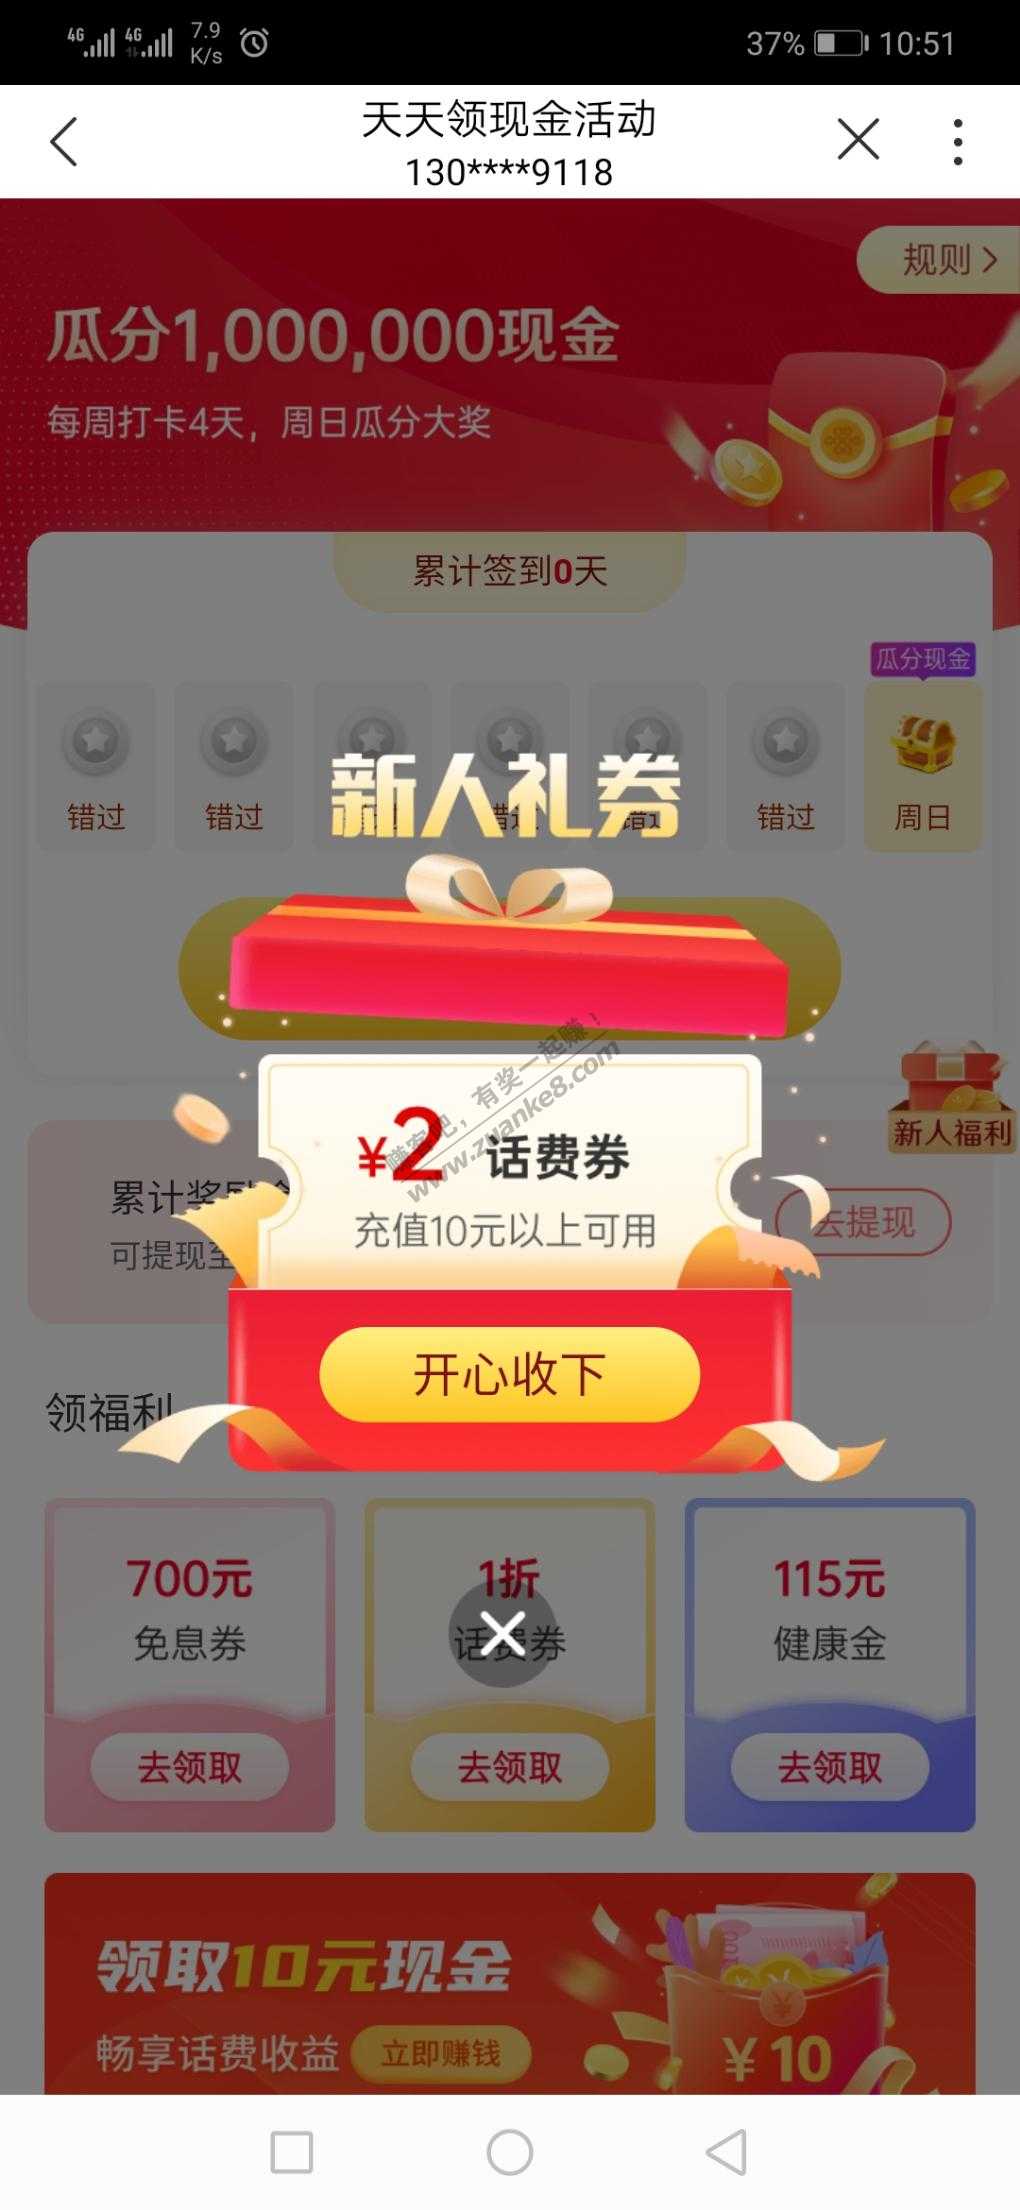 4G 4G 7.9 K/s 37% 10:51
天天领现金活动
130****9118
规则
瓜分1,000,000现金
每周打卡4天，周日瓜分大奖
累计签到0天
瓜分现金
错过 错过 错过 错过 周日
新人礼券
赚客吧，有奖一起赚！
www.zuanke8.com
¥2 话费券
充值10元以上可用
新人福利
累计奖励金
可提现至
去提现
开心收下
领福利
700元 1折 115元
免息券 话费券 健康金
去领取 去领取 去领取
领取10元现金
畅享话费收益 立即赚钱
100
¥10